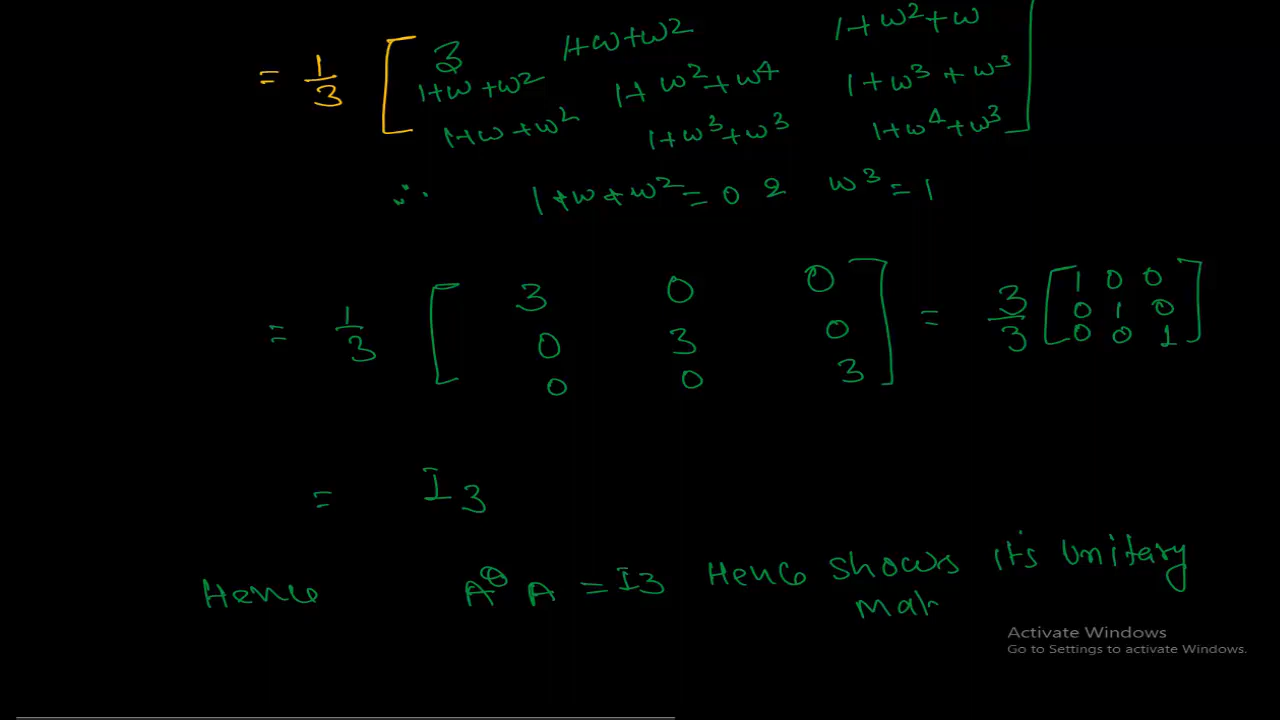 = 1/3 [ 3 1+ω+ω2 1+ω2+ω
1+ω+ω2 1+ω2+ω4 1+ω3+ω3
1+ω+ω2 1+ω3+ω3 1+ω4+ω3 ]
∴ 1+ω+ω2=0 & ω3=1
= 1/3 [ 3 0 0 = 3/3 [ 1 0 0
0 3 0 0 1 0
0 0 3 ] 0 0 1 ]
= I3
Hence AθA = I3 Hence shows it's Unitary
Mat
Activate Windows
Go to Settings to activate Windows.